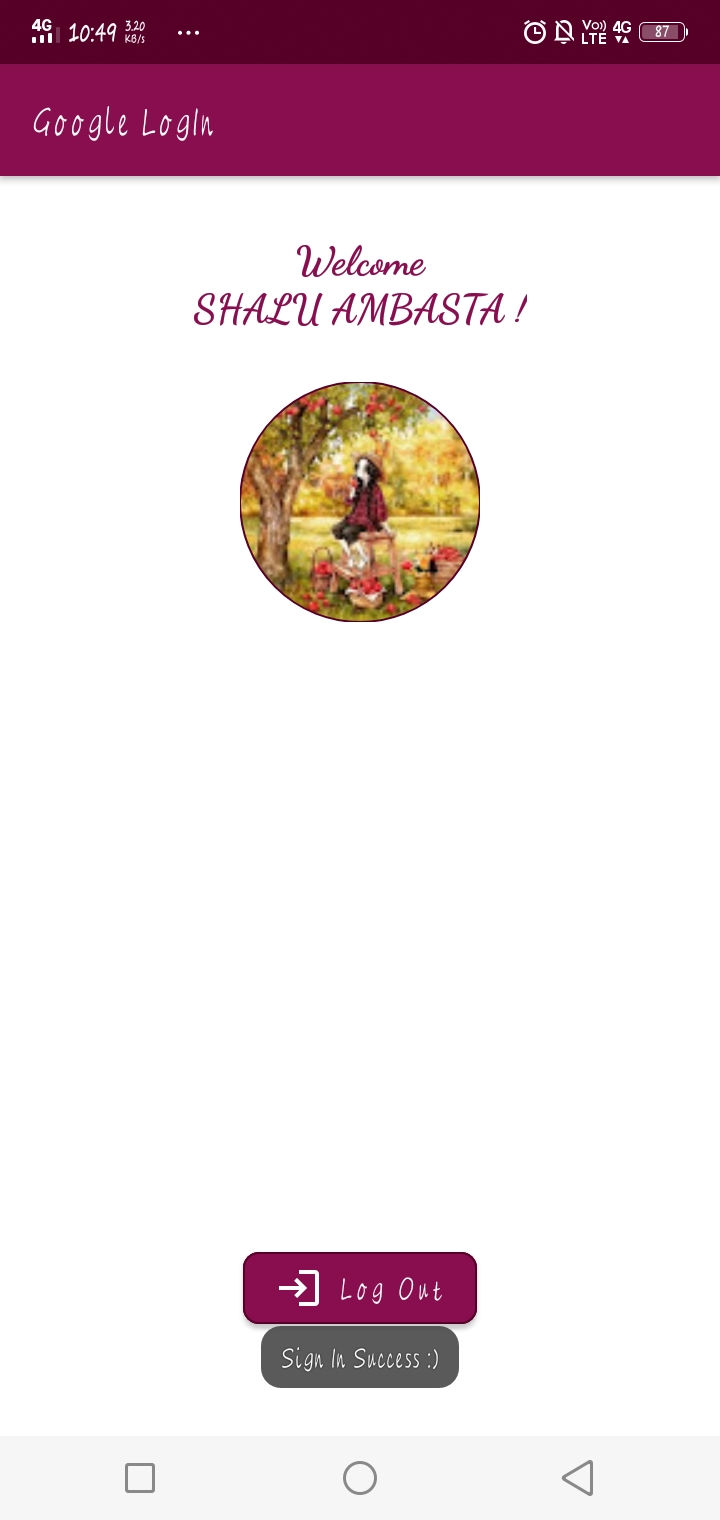 4G 10:49 3.20 KB/s ... Vo)) LTE 4G 87
Google LogIn
Welcome
SHALU AMBASTA !
Log Out
Sign In Success :)